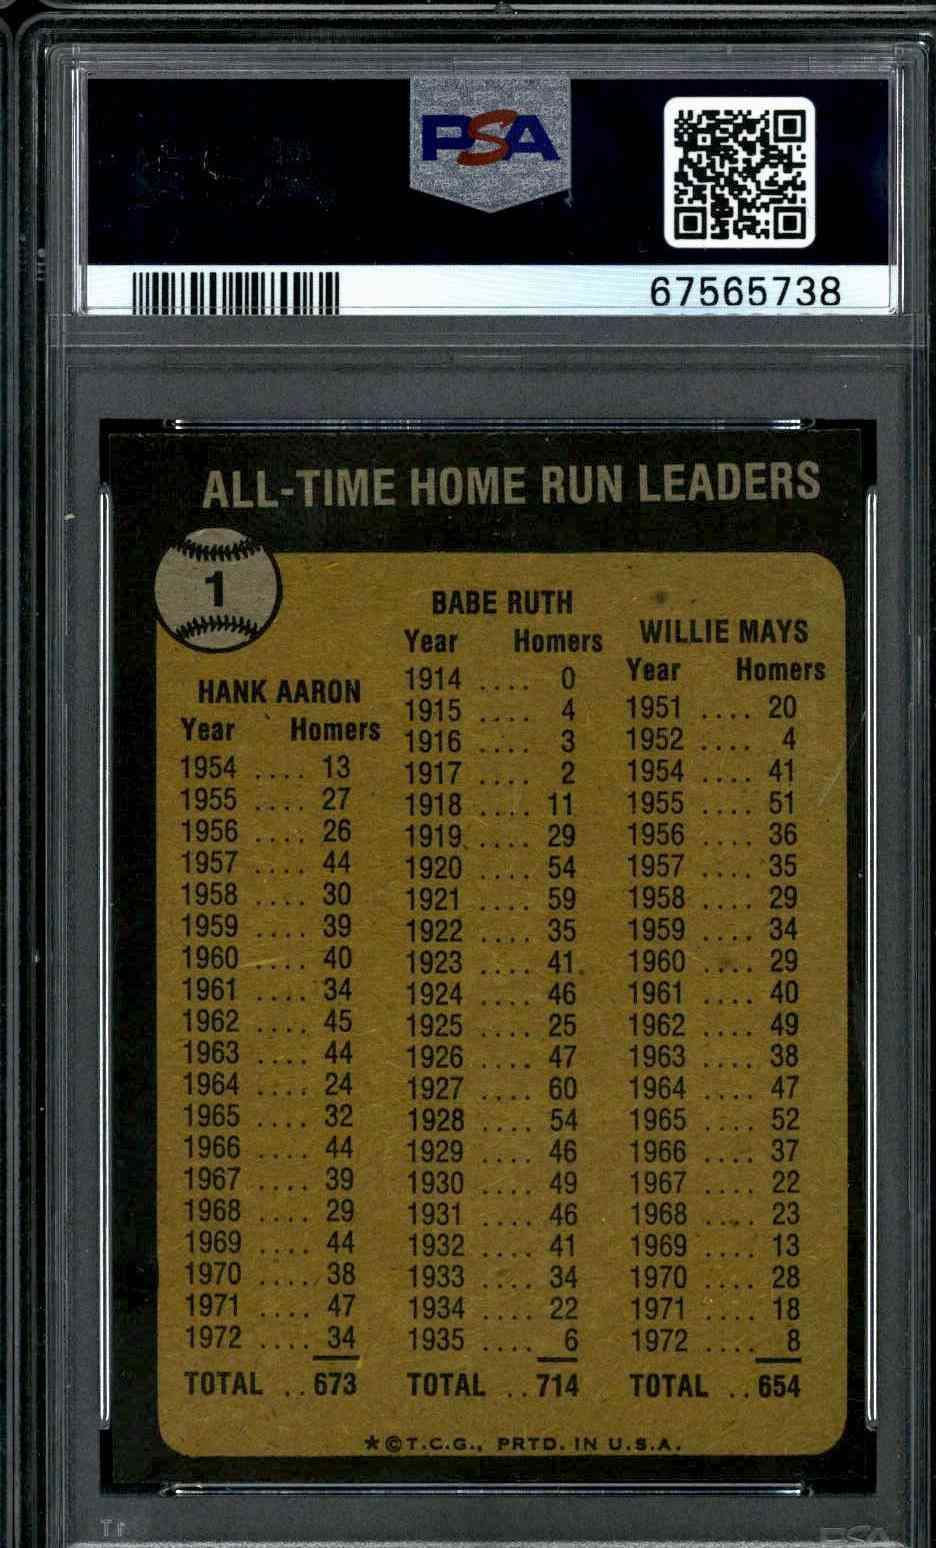 PSA
67565738
ALL-TIME HOME RUN LEADERS
1
HANK AARON
Year Homers
1954 .... 13
1955 .... 27
1956 .... 26
1957 .... 44
1958 .... 30
1959 .... 39
1960 .... 40
1961 .... 34
1962 .... 45
1963 .... 44
1964 .... 24
1965 .... 32
1966 .... 44
1967 .... 39
1968 .... 29
1969 .... 44
1970 .... 38
1971 .... 47
1972 .... 34
TOTAL .. 673
BABE RUTH
Year Homers
1914 .... 0
1915 .... 4
1916 .... 3
1917 .... 2
1918 .... 11
1919 .... 29
1920 .... 54
1921 .... 59
1922 .... 35
1923 .... 41
1924 .... 46
1925 .... 25
1926 .... 47
1927 .... 60
1928 .... 54
1929 .... 46
1930 .... 49
1931 .... 46
1932 .... 41
1933 .... 34
1934 .... 22
1935 .... 6
TOTAL .. 714
WILLIE MAYS
Year Homers
1951 .... 20
1952 .... 4
1954 .... 41
1955 .... 51
1956 .... 36
1957 .... 35
1958 .... 29
1959 .... 34
1960 .... 29
1961 .... 40
1962 .... 49
1963 .... 38
1964 .... 47
1965 .... 52
1966 .... 37
1967 .... 22
1968 .... 23
1969 .... 13
1970 .... 28
1971 .... 18
1972 .... 8
TOTAL .. 654
*©T.C.G., PRTD. IN U.S.A.
PSA